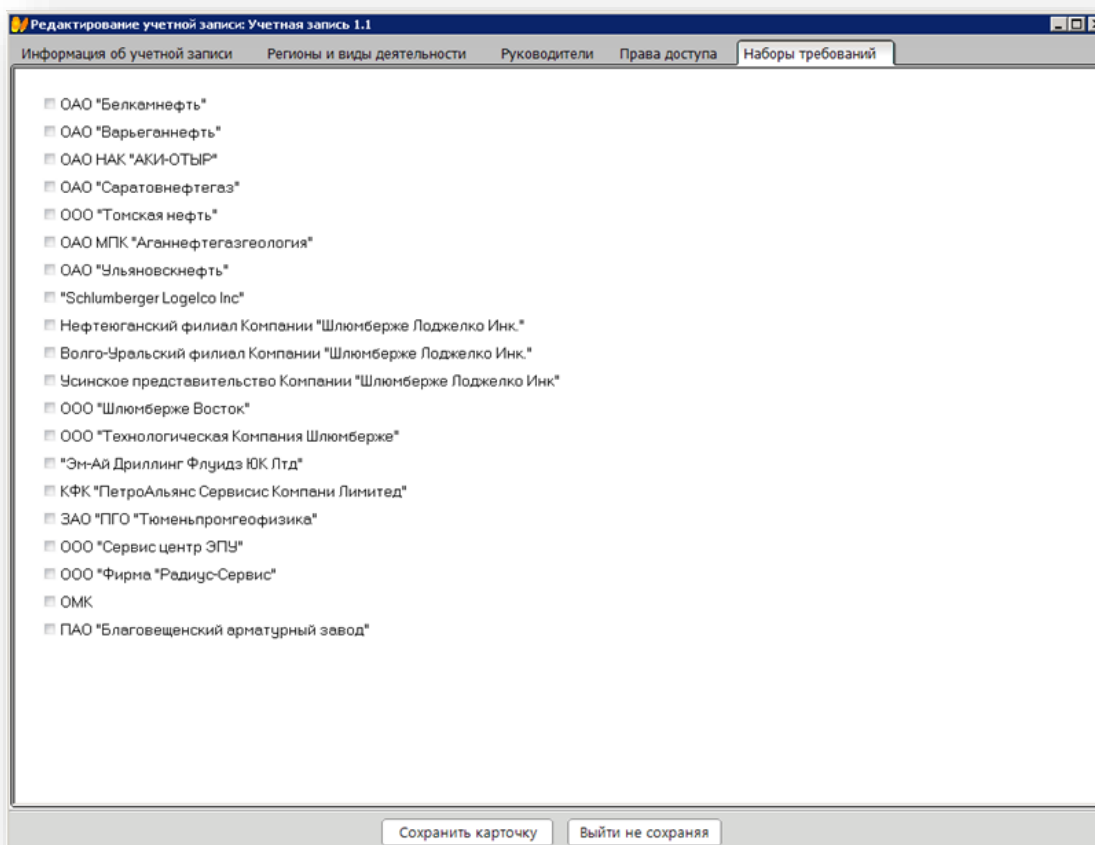 Редактирование учетной записи: Учетная запись 1.1
Информация об учетной записи Регионы и виды деятельности Руководители Права доступа Наборы требований
ОАО "Белкамнефть"
ОАО "Варьеганнефть"
ОАО НАК "АКИ-ОТЫР"
ОАО "Саратовнефтегаз"
ООО "Томская нефть"
ОАО МПК "Аганнефтегазгеология"
ОАО "Ульяновскнефть"
"Schlumberger Logelco Inc"
Нефтеюганский филиал Компании "Шлюмберже Лоджелко Инк."
Волго-Уральский филиал Компании "Шлюмберже Лоджелко Инк."
Усинское представительство Компании "Шлюмберже Лоджелко Инк"
ООО "Шлюмберже Восток"
ООО "Технологическая Компания Шлюмберже"
"Эм-Ай Дриллинг Флуидз ЮК Лтд"
КФК "ПетроАльянс Сервисис Компани Лимитед"
ЗАО "ПГО "Тюменьпромгеофизика"
ООО "Сервис центр ЭПУ"
ООО "Фирма "Радиус-Сервис"
ОМК
ПАО "Благовещенский арматурный завод"
Сохранить карточку Выйти не сохраняя